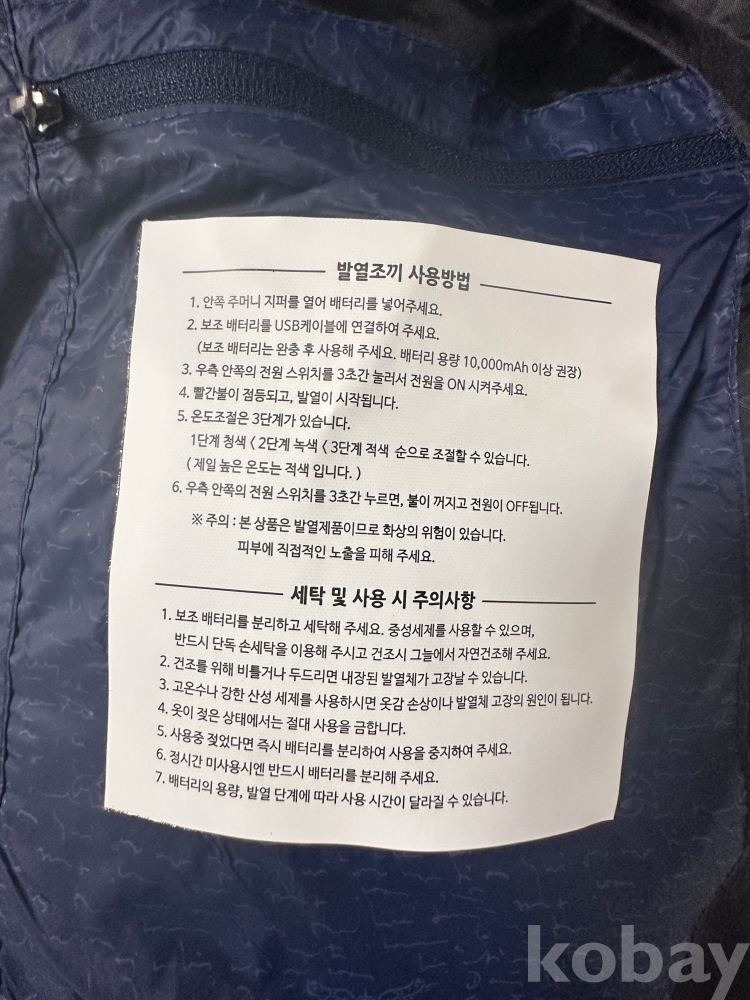 발열조끼 사용방법
1. 안쪽 주머니 지퍼를 열어 배터리를 넣어주세요.
2. 보조 배터리를 USB케이블에 연결하여 주세요.
(보조 배터리는 완충 후 사용해 주세요. 배터리 용량 10,000mAh 이상 권장)
3. 우측 안쪽의 전원 스위치를 3초간 눌러서 전원을 ON 시켜주세요.
4. 빨간불이 점등되고, 발열이 시작됩니다.
5. 온도조절은 3단계가 있습니다.
1단계 청색 < 2단계 녹색 < 3단계 적색 순으로 조절할 수 있습니다.
( 제일 높은 온도는 적색 입니다. )
6. 우측 안쪽의 전원 스위치를 3초간 누르면, 불이 꺼지고 전원이 OFF됩니다.
※ 주의 : 본 상품은 발열제품이므로 화상의 위험이 있습니다.
피부에 직접적인 노출을 피해 주세요.
세탁 및 사용 시 주의사항
1. 보조 배터리를 분리하고 세탁해 주세요. 중성세제를 사용할 수 있으며,
반드시 단독 손세탁을 이용해 주시고 건조시 그늘에서 자연건조해 주세요.
2. 건조를 위해 비틀거나 두드리면 내장된 발열체가 고장날 수 있습니다.
3. 고온수나 강한 산성 세제를 사용하시면 옷감 손상이나 발열체 고장의 원인이 됩니다.
4. 옷이 젖은 상태에서는 절대 사용을 금합니다.
5. 사용중 젖었다면 즉시 배터리를 분리하여 사용을 중지하여 주세요.
6. 정시간 미사용시엔 반드시 배터리를 분리해 주세요.
7. 배터리의 용량, 발열 단계에 따라 사용 시간이 달라질 수 있습니다.
kobay